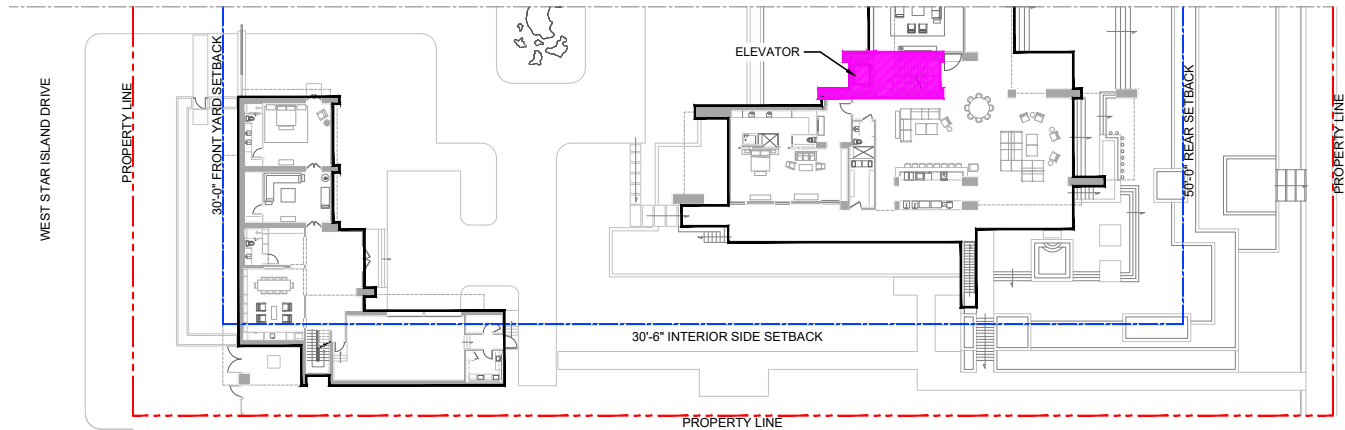 ELEVATOR
WEST STAR ISLAND DRIVE
PROPERTY LINE
30'-0" FRONT YARD SETBACK
50'-0" REAR SETBACK
PROPERTY LINE
30'-6" INTERIOR SIDE SETBACK
PROPERTY LINE